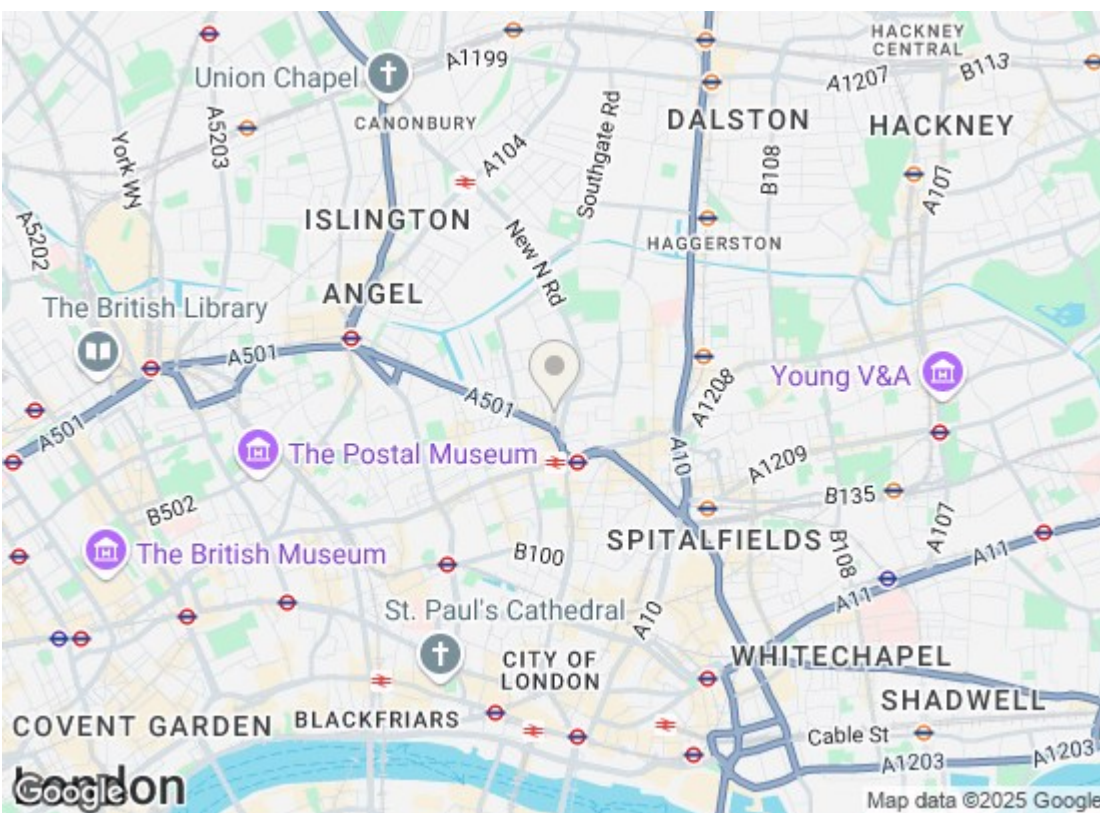 HACKNEY
CENTRAL
A1199
Union Chapel
A1207
B113
A5203
CANONBURY
Southgate Rd
DALSTON
HACKNEY
York Wy
A104
B108
A107
A5202
ISLINGTON
New N Rd
HAGGERSTON
ANGEL
The British Library
A501
Young V&A
A1208
A501
A501
A10
The Postal Museum
A1209
B135
B502
A107
SPITALFIELDS
B108
A11
The British Museum
B100
A11
St. Paul's Cathedral
A10
CITY OF
LONDON
WHITECHAPEL
SHADWELL
COVENT GARDEN
BLACKFRIARS
Cable St
A1203
A1203
London
Google
Map data ©2025 Google